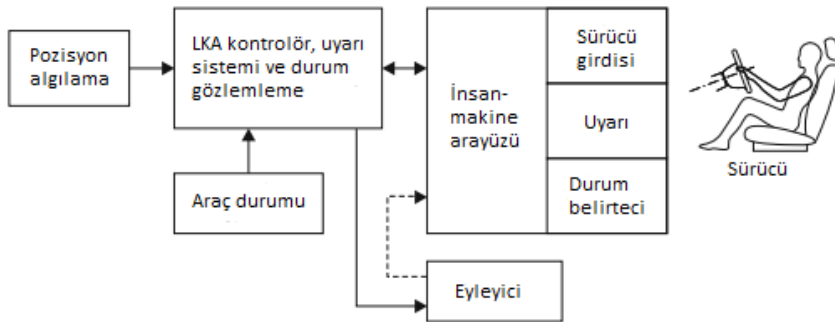 Pozisyon
algılama
LKA kontrolör, uyarı
sistemi ve durum
gözlemleme
Araç durumu
İnsan-
makine
arayüzü
Sürücü
girdisi
Uyarı
Durum
belirteci
Eyleyici
Sürücü